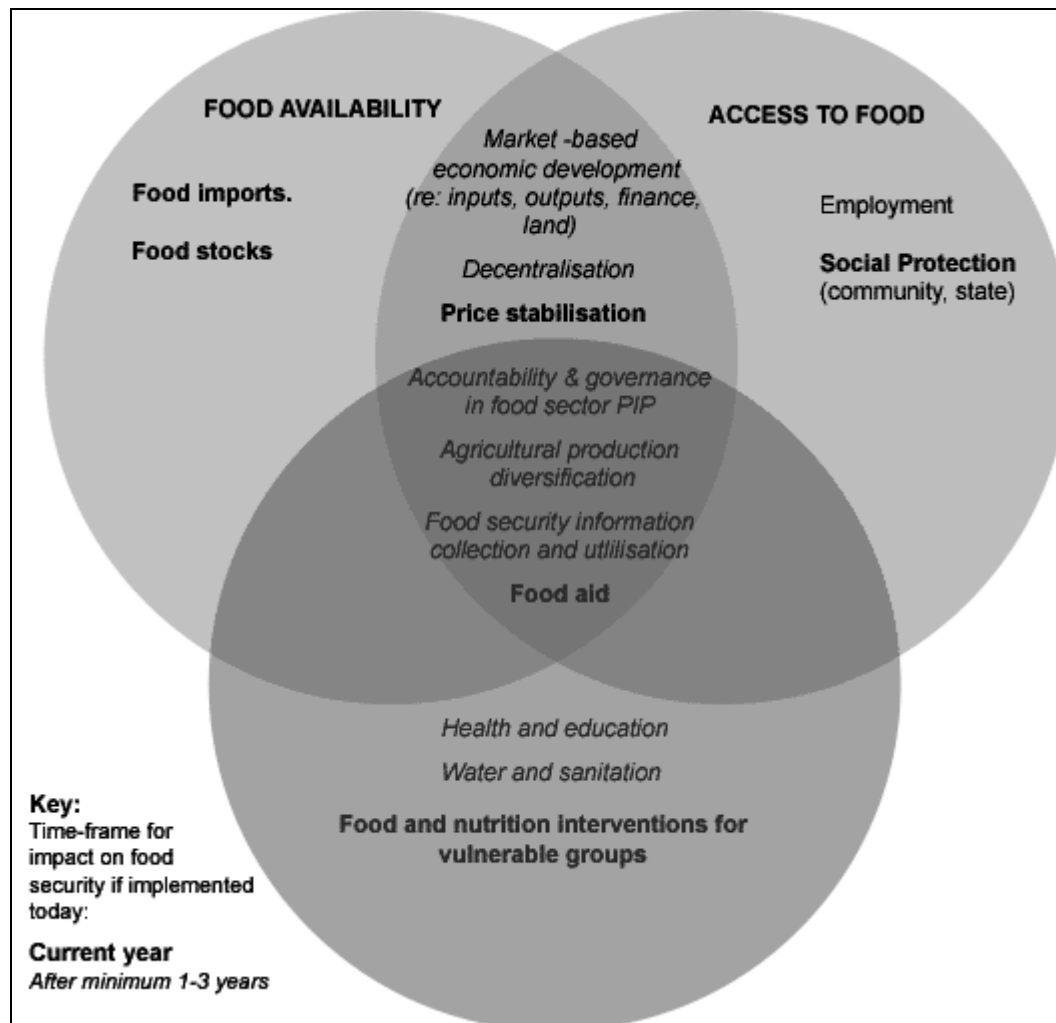 FOOD AVAILABILITY
Food imports.
Food stocks
Market -based
economic development
(re: inputs, outputs, finance,
land)
Decentralisation
Price stabilisation
ACCESS TO FOOD
Employment
Social Protection
(community, state)
Accountability & governance
in food sector PIP
Agricultural production
diversification
Food security information
collection and utlilisation
Food aid
Health and education
Water and sanitation
Food and nutrition interventions for
vulnerable groups
Key:
Time-frame for
impact on food
security if implemented
today:
Current year
After minimum 1-3 years